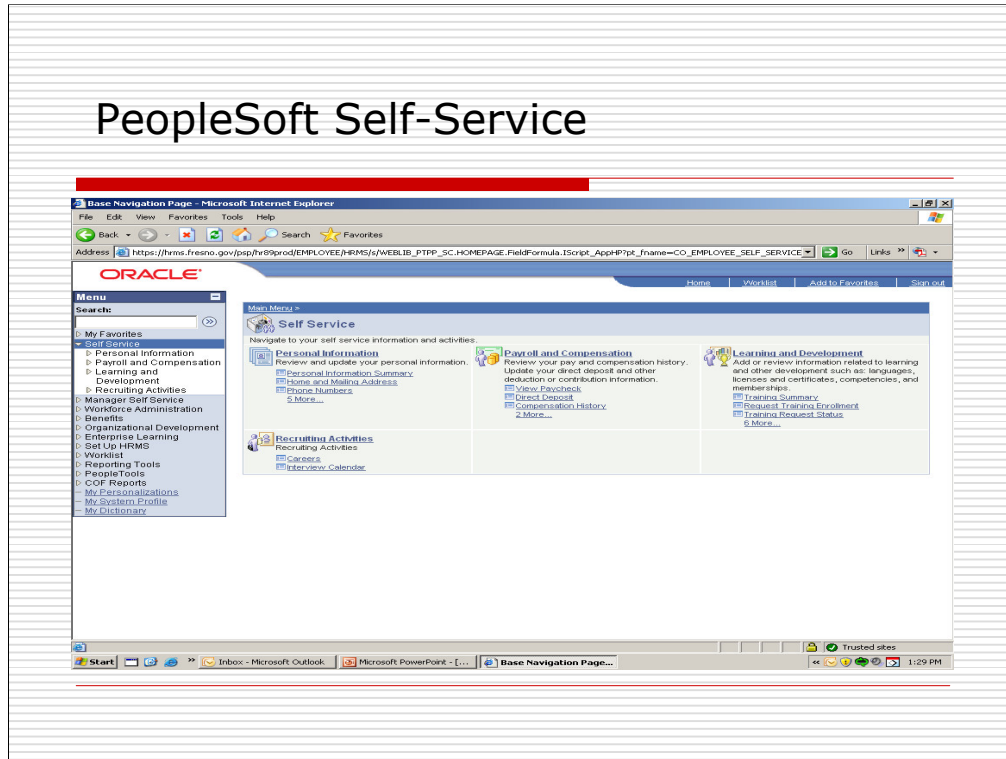 PeopleSoft Self-Service
Base Navigation Page - Microsoft Internet Explorer
File Edit View Favorites Tools Help
Back Search Favorites
Address https://hrms.fresno.gov/psp/hr89prod/EMPLOYEE/HRMS/s/WEBLIB_PTPP_SC.HOMEPAGE.FieldFormula.IScript_AppHP?pt_fname=CO_EMPLOYEE_SELF_SERVICE Go Links »
ORACLE
Home Worklist Add to Favorites Sign out
Menu
Search:
My Favorites
Self Service
Personal Information
Payroll and Compensation
Learning and
Development
Recruiting Activities
Manager Self Service
Workforce Administration
Benefits
Organizational Development
Enterprise Learning
Set Up HRMS
Worklist
Reporting Tools
PeopleTools
COF Reports
My Personalizations
My System Profile
My Dictionary
Main Menu >
Self Service
Navigate to your self service information and activities.
Personal Information
Review and update your personal information.
Personal Information Summary
Home and Mailing Address
Phone Numbers
5 More...
Payroll and Compensation
Review your pay and compensation history.
Update your direct deposit and other
deduction or contribution information.
View Paycheck
Direct Deposit
Compensation History
2 More...
Learning and Development
Add or review information related to learning
and other development such as: languages,
licenses and certificates, competencies, and
memberships.
Training Summary
Request Training Enrollment
Training Request Status
6 More...
Recruiting Activities
Recruiting Activities
Careers
Interview Calendar
Trusted sites
Start » Inbox - Microsoft Outlook Microsoft PowerPoint - [... Base Navigation Page... « 1:29 PM